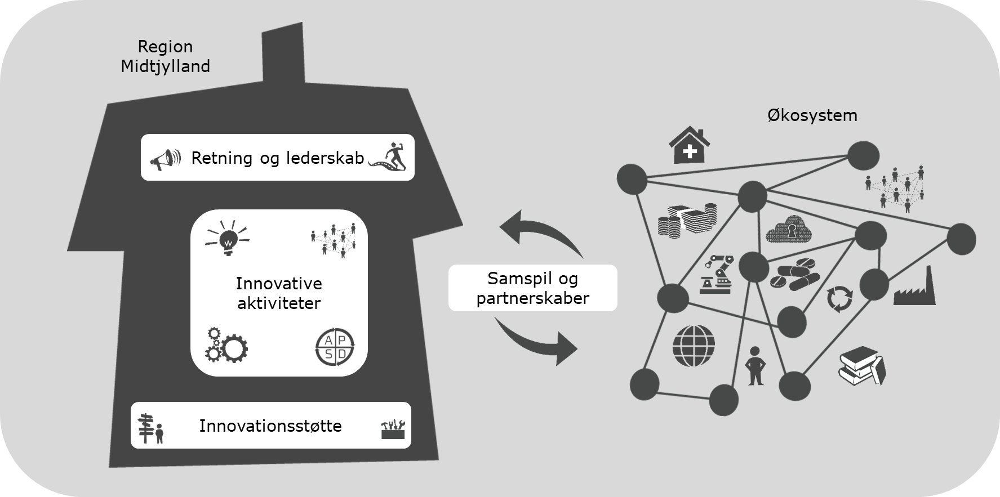 Region
Midtjylland
Retning og lederskab
Innovative
aktiviteter
A P
S D
Innovationsstøtte
Samspil og
partnerskaber
Økosystem